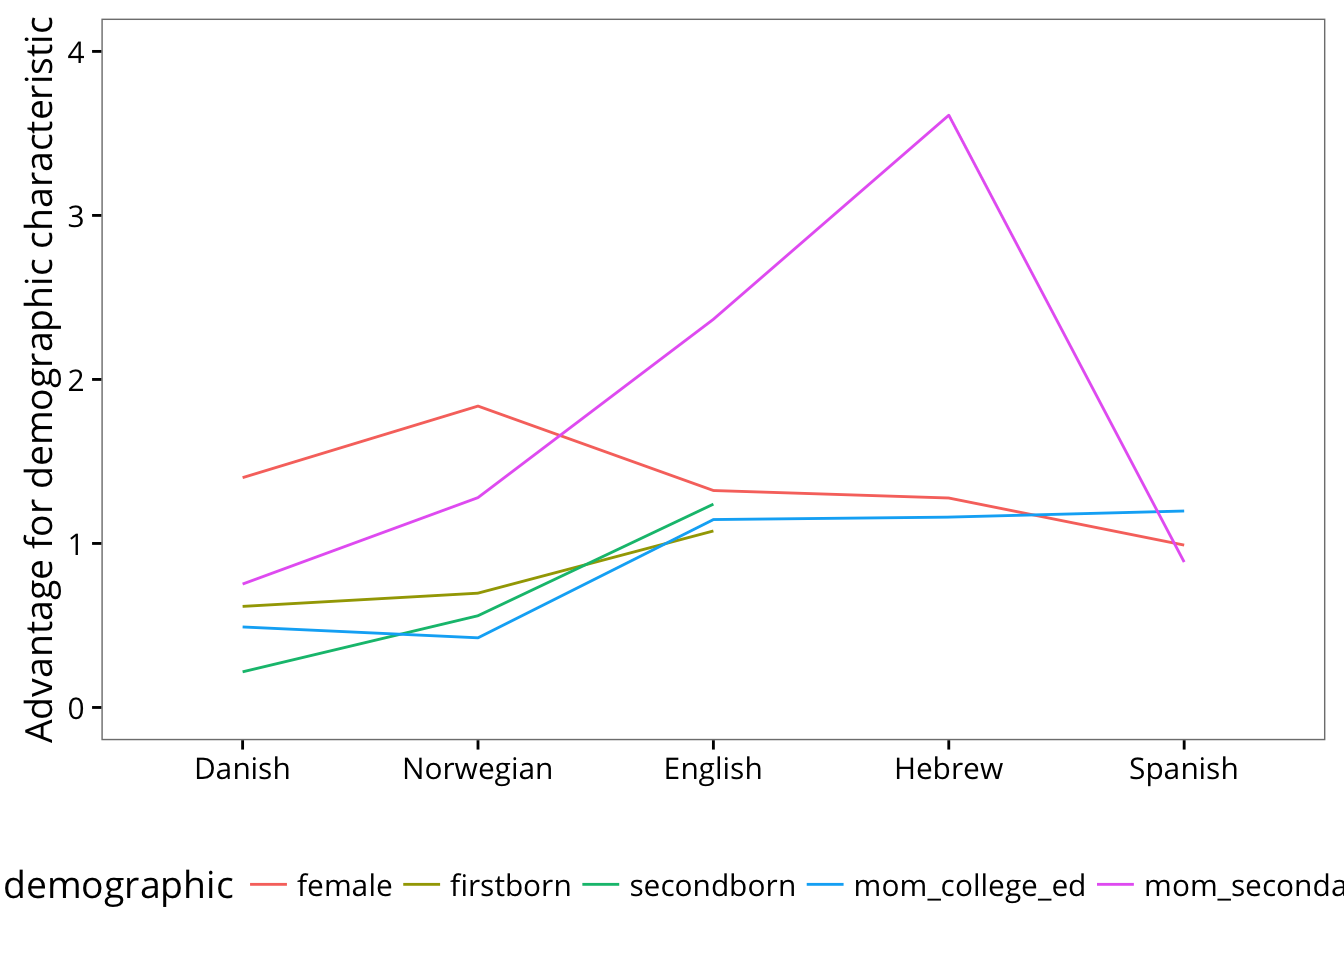 Advantage for demographic characteristic
4
3
2
1
0
Danish Norwegian English Hebrew Spanish
demographic female firstborn secondborn mom_college_ed mom_seconda